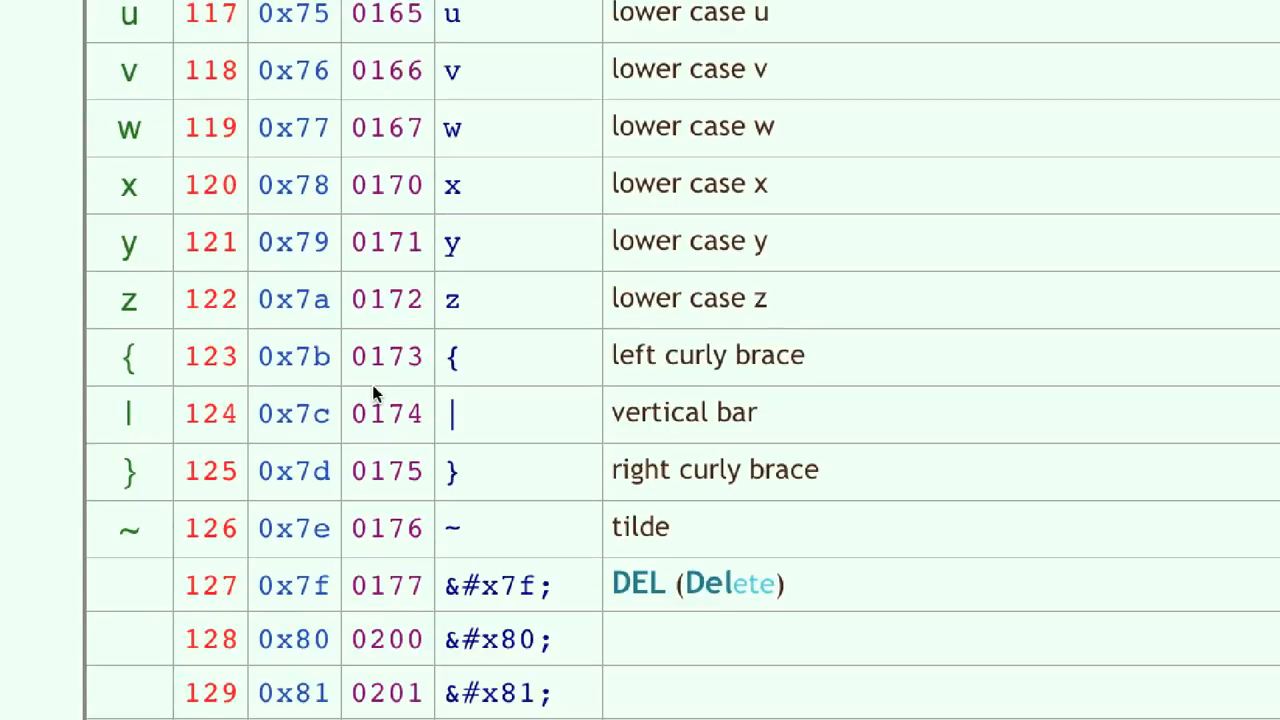 u 117 0x75 0165 u lower case u
v 118 0x76 0166 v lower case v
w 119 0x77 0167 w lower case w
x 120 0x78 0170 x lower case x
y 121 0x79 0171 y lower case y
z 122 0x7a 0172 z lower case z
{ 123 0x7b 0173 { left curly brace
| 124 0x7c 0174 | vertical bar
} 125 0x7d 0175 } right curly brace
~ 126 0x7e 0176 ~ tilde
127 0x7f 0177 &#x7f; DEL (Delete)
128 0x80 0200 &#x80;
129 0x81 0201 &#x81;